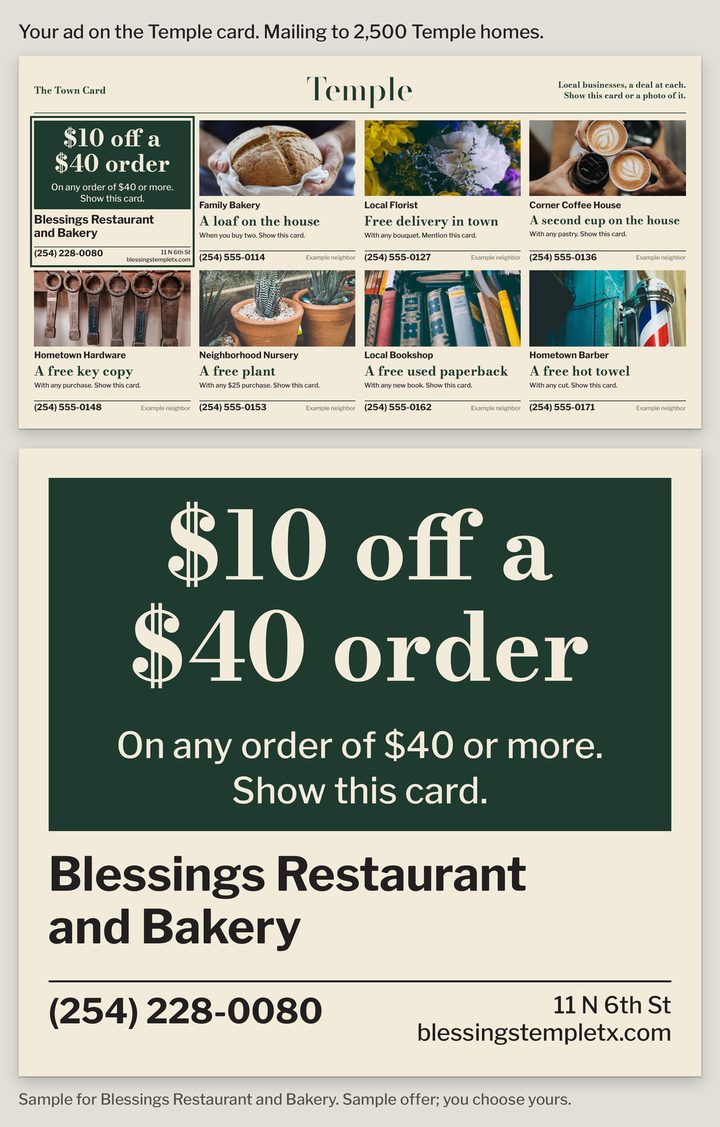 Your ad on the Temple card. Mailing to 2,500 Temple homes.
The Town Card
Temple
Local businesses, a deal at each.
Show this card or a photo of it.
$10 off a
$40 order
On any order of $40 or more.
Show this card.
Blessings Restaurant
and Bakery
(254) 228-0080
11 N 6th St
blessingstempletx.com
Family Bakery
A loaf on the house
When you buy two. Show this card.
(254) 555-0114
Example neighbor
Local Florist
Free delivery in town
With any bouquet. Mention this card.
(254) 555-0127
Example neighbor
Corner Coffee House
A second cup on the house
With any pastry. Show this card.
(254) 555-0136
Example neighbor
Hometown Hardware
A free key copy
With any purchase. Show this card.
(254) 555-0148
Example neighbor
Neighborhood Nursery
A free plant
With any $25 purchase. Show this card.
(254) 555-0153
Example neighbor
Local Bookshop
A free used paperback
With any new book. Show this card.
(254) 555-0162
Example neighbor
Hometown Barber
A free hot towel
With any cut. Show this card.
(254) 555-0171
Example neighbor
$10 off a
$40 order
On any order of $40 or more.
Show this card.
Blessings Restaurant
and Bakery
(254) 228-0080
11 N 6th St
blessingstempletx.com
Sample for Blessings Restaurant and Bakery. Sample offer; you choose yours.